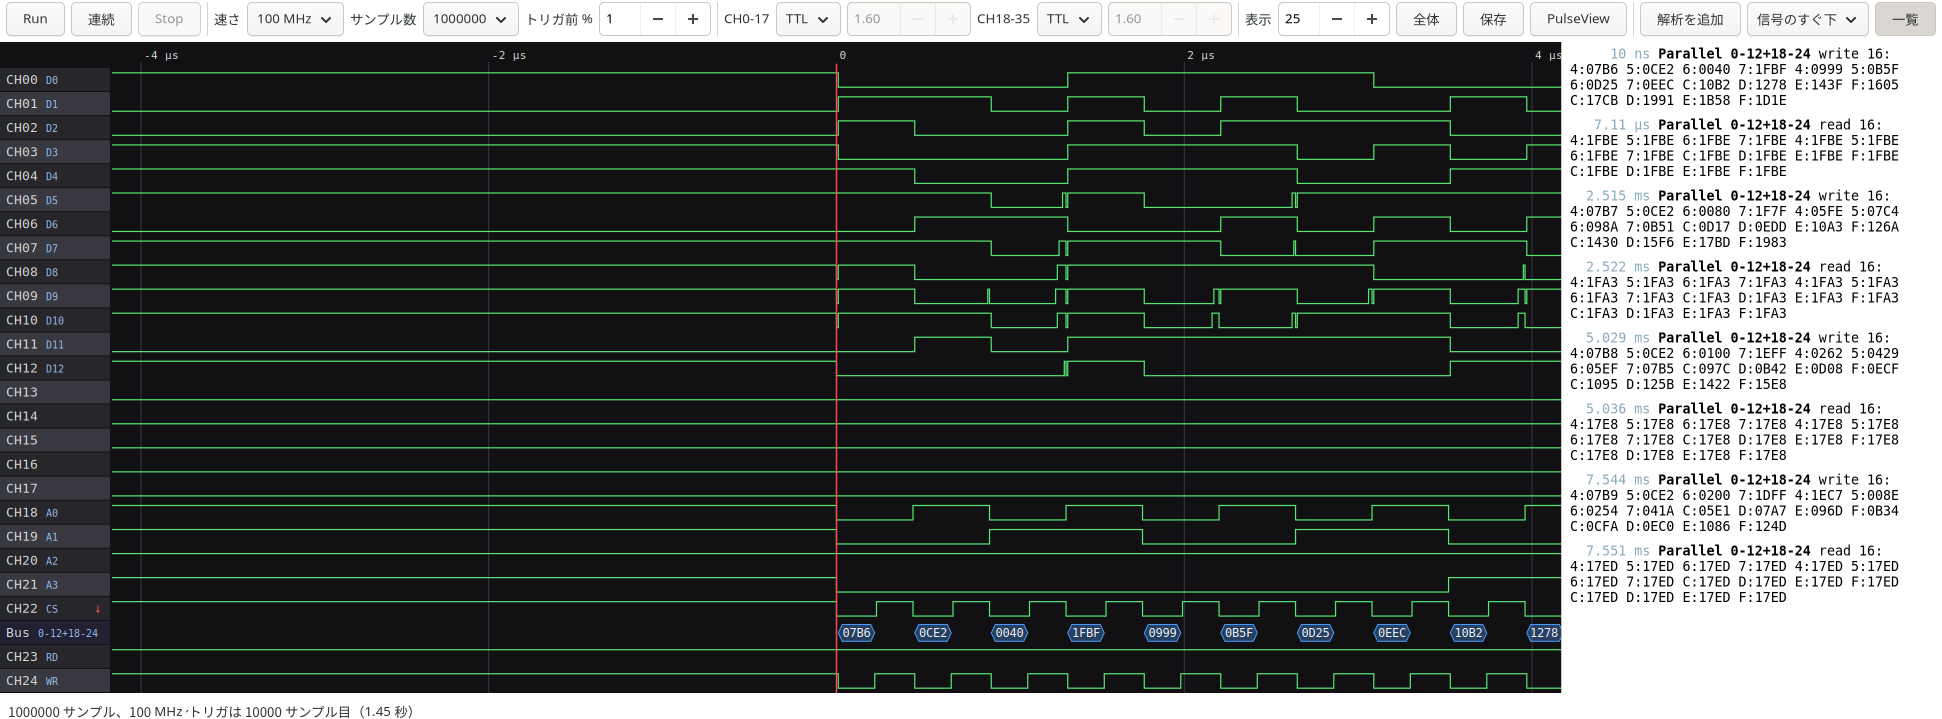 Run 連続 Stop 速さ 100 MHz サンプル数 1000000 トリガ前 % 1 − + CH0-17 TTL 1.60 − + CH18-35 TTL 1.60 − + 表示 25 − + 全体 保存 PulseView 解析を追加 信号のすぐ下 一覧
-4 µs -2 µs 0 2 µs 4 µs
CH00 D0
CH01 D1
CH02 D2
CH03 D3
CH04 D4
CH05 D5
CH06 D6
CH07 D7
CH08 D8
CH09 D9
CH10 D10
CH11 D11
CH12 D12
CH13
CH14
CH15
CH16
CH17
CH18 A0
CH19 A1
CH20 A2
CH21 A3
CH22 CS ↓
Bus 0-12+18-24 07B6 0CE2 0040 1FBF 0999 0B5F 0D25 0EEC 10B2 1278
CH23 RD
CH24 WR
10 ns Parallel 0-12+18-24 write 16:
4:07B6 5:0CE2 6:0040 7:1FBF 4:0999 5:0B5F
6:0D25 7:0EEC C:10B2 D:1278 E:143F F:1605
C:17CB D:1991 E:1B58 F:1D1E
7.11 µs Parallel 0-12+18-24 read 16:
4:1FBE 5:1FBE 6:1FBE 7:1FBE 4:1FBE 5:1FBE
6:1FBE 7:1FBE C:1FBE D:1FBE E:1FBE F:1FBE
C:1FBE D:1FBE E:1FBE F:1FBE
2.515 ms Parallel 0-12+18-24 write 16:
4:07B7 5:0CE2 6:0080 7:1F7F 4:05FE 5:07C4
6:098A 7:0B51 C:0D17 D:0EDD E:10A3 F:126A
C:1430 D:15F6 E:17BD F:1983
2.522 ms Parallel 0-12+18-24 read 16:
4:1FA3 5:1FA3 6:1FA3 7:1FA3 4:1FA3 5:1FA3
6:1FA3 7:1FA3 C:1FA3 D:1FA3 E:1FA3 F:1FA3
C:1FA3 D:1FA3 E:1FA3 F:1FA3
5.029 ms Parallel 0-12+18-24 write 16:
4:07B8 5:0CE2 6:0100 7:1EFF 4:0262 5:0429
6:05EF 7:07B5 C:097C D:0B42 E:0D08 F:0ECF
C:1095 D:125B E:1422 F:15E8
5.036 ms Parallel 0-12+18-24 read 16:
4:17E8 5:17E8 6:17E8 7:17E8 4:17E8 5:17E8
6:17E8 7:17E8 C:17E8 D:17E8 E:17E8 F:17E8
C:17E8 D:17E8 E:17E8 F:17E8
7.544 ms Parallel 0-12+18-24 write 16:
4:07B9 5:0CE2 6:0200 7:1DFF 4:1EC7 5:008E
6:0254 7:041A C:05E1 D:07A7 E:096D F:0B34
C:0CFA D:0EC0 E:1086 F:124D
7.551 ms Parallel 0-12+18-24 read 16:
4:17ED 5:17ED 6:17ED 7:17ED 4:17ED 5:17ED
6:17ED 7:17ED C:17ED D:17ED E:17ED F:17ED
C:17ED D:17ED E:17ED F:17ED
1000000 サンプル、100 MHz・トリガは 10000 サンプル目（1.45 秒）